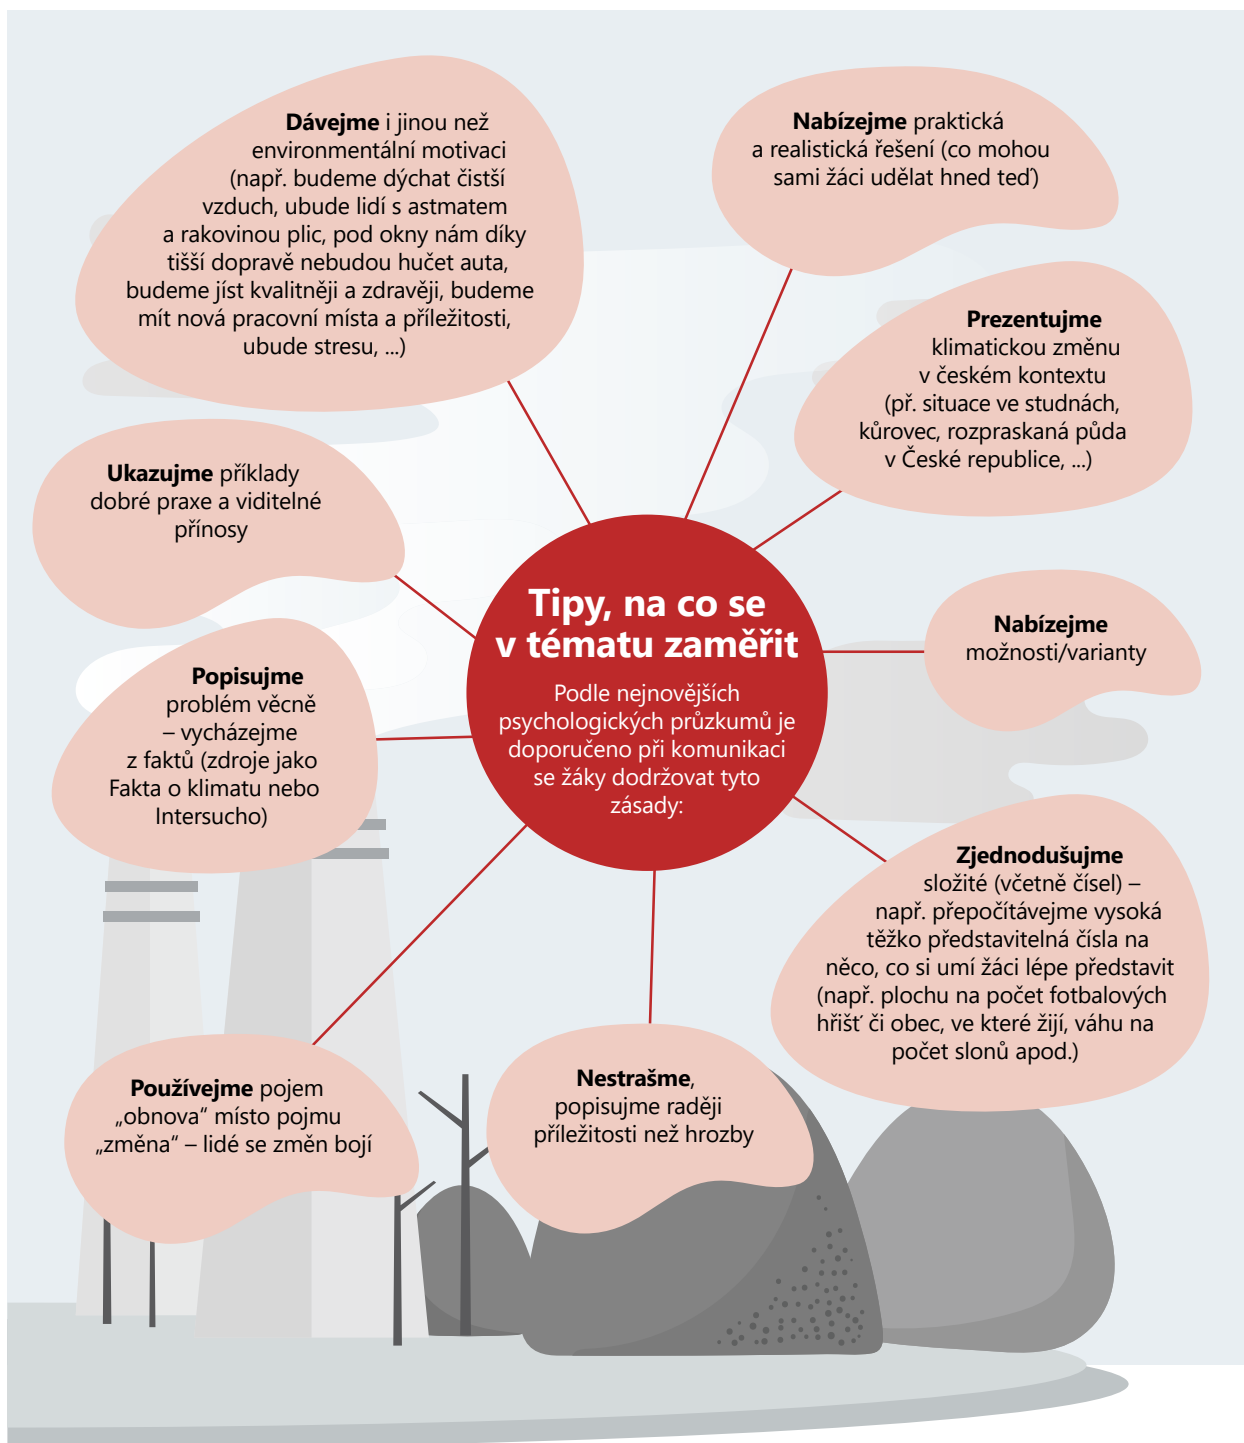 Dávejme i jinou než
environmentální motivaci
(např. budeme dýchat čistší
vzduch, ubude lidí s astmatem
a rakovinou plic, pod okny nám díky
tišší dopravě nebudou hučet auta,
budeme jíst kvalitněji a zdravěji, budeme
mít nová pracovní místa a příležitosti,
ubude stresu, ...)
Nabízejme praktická
a realistická řešení (co mohou
sami žáci udělat hned teď)
Prezentujme
klimatickou změnu
v českém kontextu
(př. situace ve studnách,
kůrovec, rozpraskaná půda
v České republice, ...)
Ukazujme příklady
dobré praxe a viditelné
přínosy
Tipy, na co se
v tématu zaměřit
Podle nejnovějších
psychologických průzkumů je
doporučeno při komunikaci
se žáky dodržovat tyto
zásady:
Nabízejme
možnosti/varianty
Popisujme
problém věcně
– vycházejme
z faktů (zdroje jako
Fakta o klimatu nebo
Intersucho)
Zjednodušujme
složité (včetně čísel) –
např. přepočítávejme vysoká
těžko představitelná čísla na
něco, co si umí žáci lépe představit
(např. plochu na počet fotbalových
hřišť či obec, ve které žijí, váhu na
počet slonů apod.)
Používejme pojem
„obnova“ místo pojmu
„změna“ – lidé se změn bojí
Nestrašme,
popisujme raději
příležitosti než hrozby